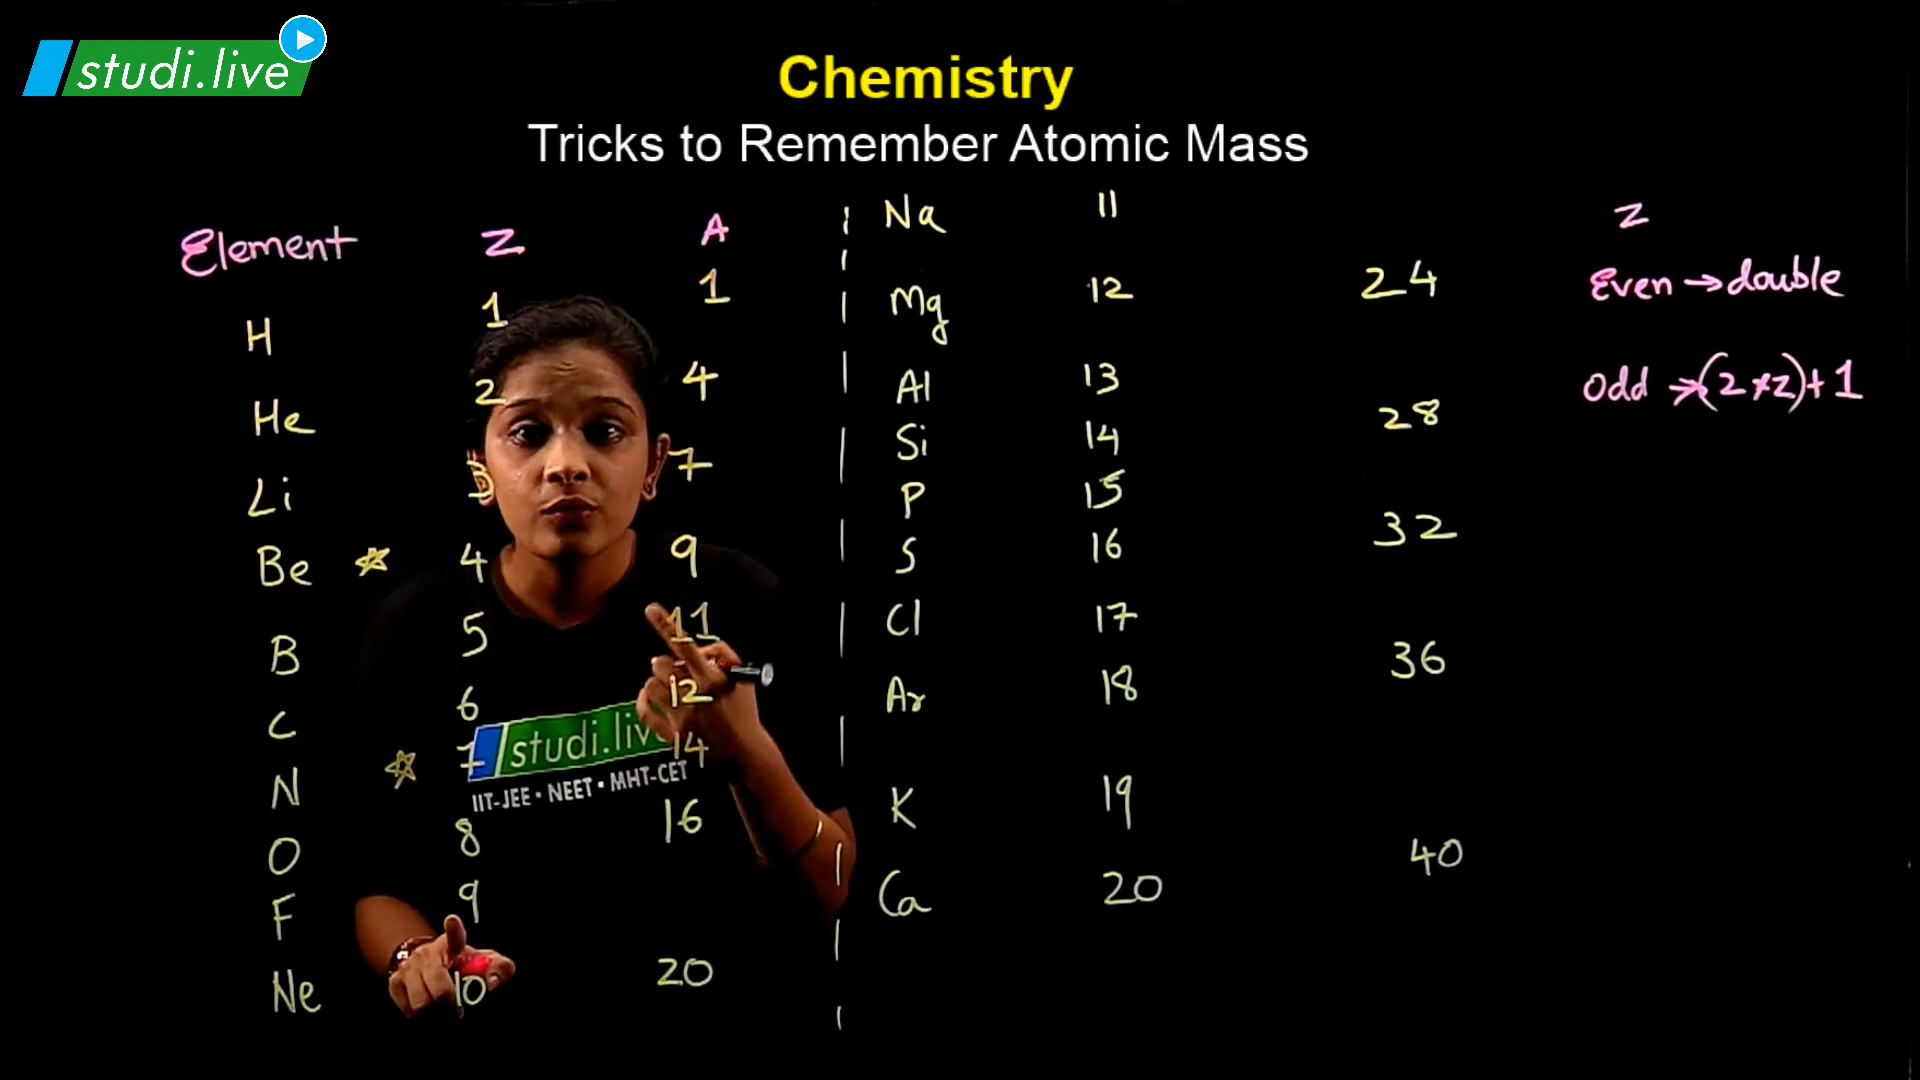 studi.live
Chemistry
Tricks to Remember Atomic Mass
Element Z A
H 1 1
He 2 4
Li 3 7
Be ☆ 4 9
B 5 11
C 6 12
N ☆ 7 14
O 8 16
F 9
Ne 10 20
studi.live
IIT-JEE • NEET • MHT-CET
Na 11
Mg 12 24
Al 13
Si 14 28
P 15
S 16 32
Cl 17
Ar 18 36
K 19
Ca 20 40
Z
Even → double
Odd → (2 * z) + 1